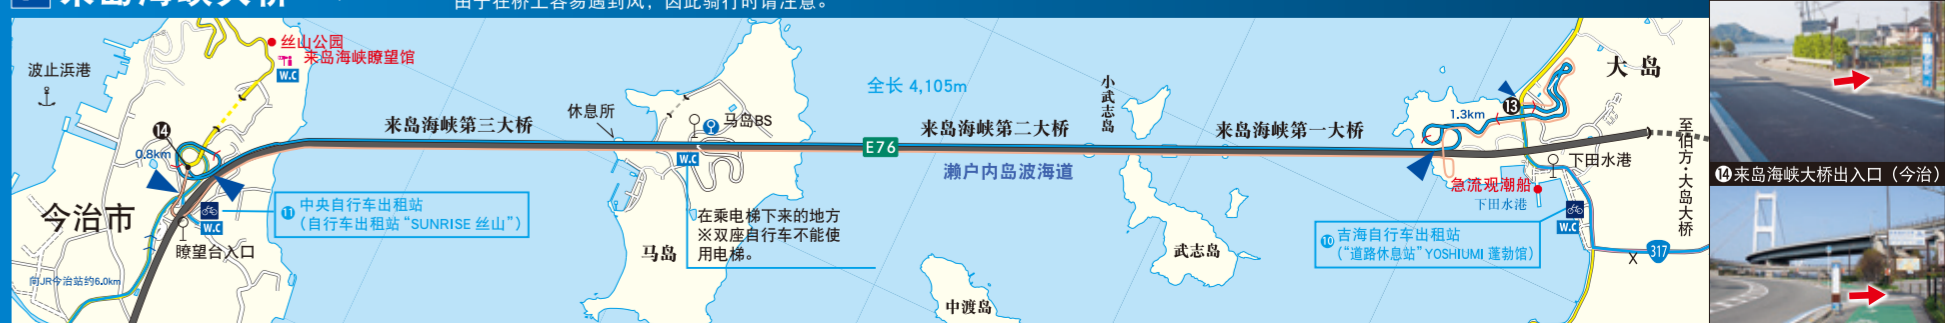 来岛海峡大桥
由于在桥上容易遇到风，因此骑行时请注意。
丝山公园
来岛海峡瞭望馆
W.C
波止浜港
14
0.8km
今治市
11 中央自行车出租站
（自行车出租站“SUNRISE 丝山”）
W.C
瞭望台入口
向JR今治站约6.0km
来岛海峡第三大桥
休息所
马岛BS
W.C
在乘电梯下来的地方
※双座自行车不能使
用电梯。
马岛
全长 4,105m
E76
来岛海峡第二大桥
濑户内岛波海道
小武志岛
来岛海峡第一大桥
中渡岛
武志岛
大岛
13
1.3km
下田水港
急流观潮船
下田水港
10 吉海自行车出租站
（“道路休息站” YOSHIUMI 蓬勃馆）
W.C
317
至伯方·大岛大桥
14 来岛海峡大桥出入口（今治）